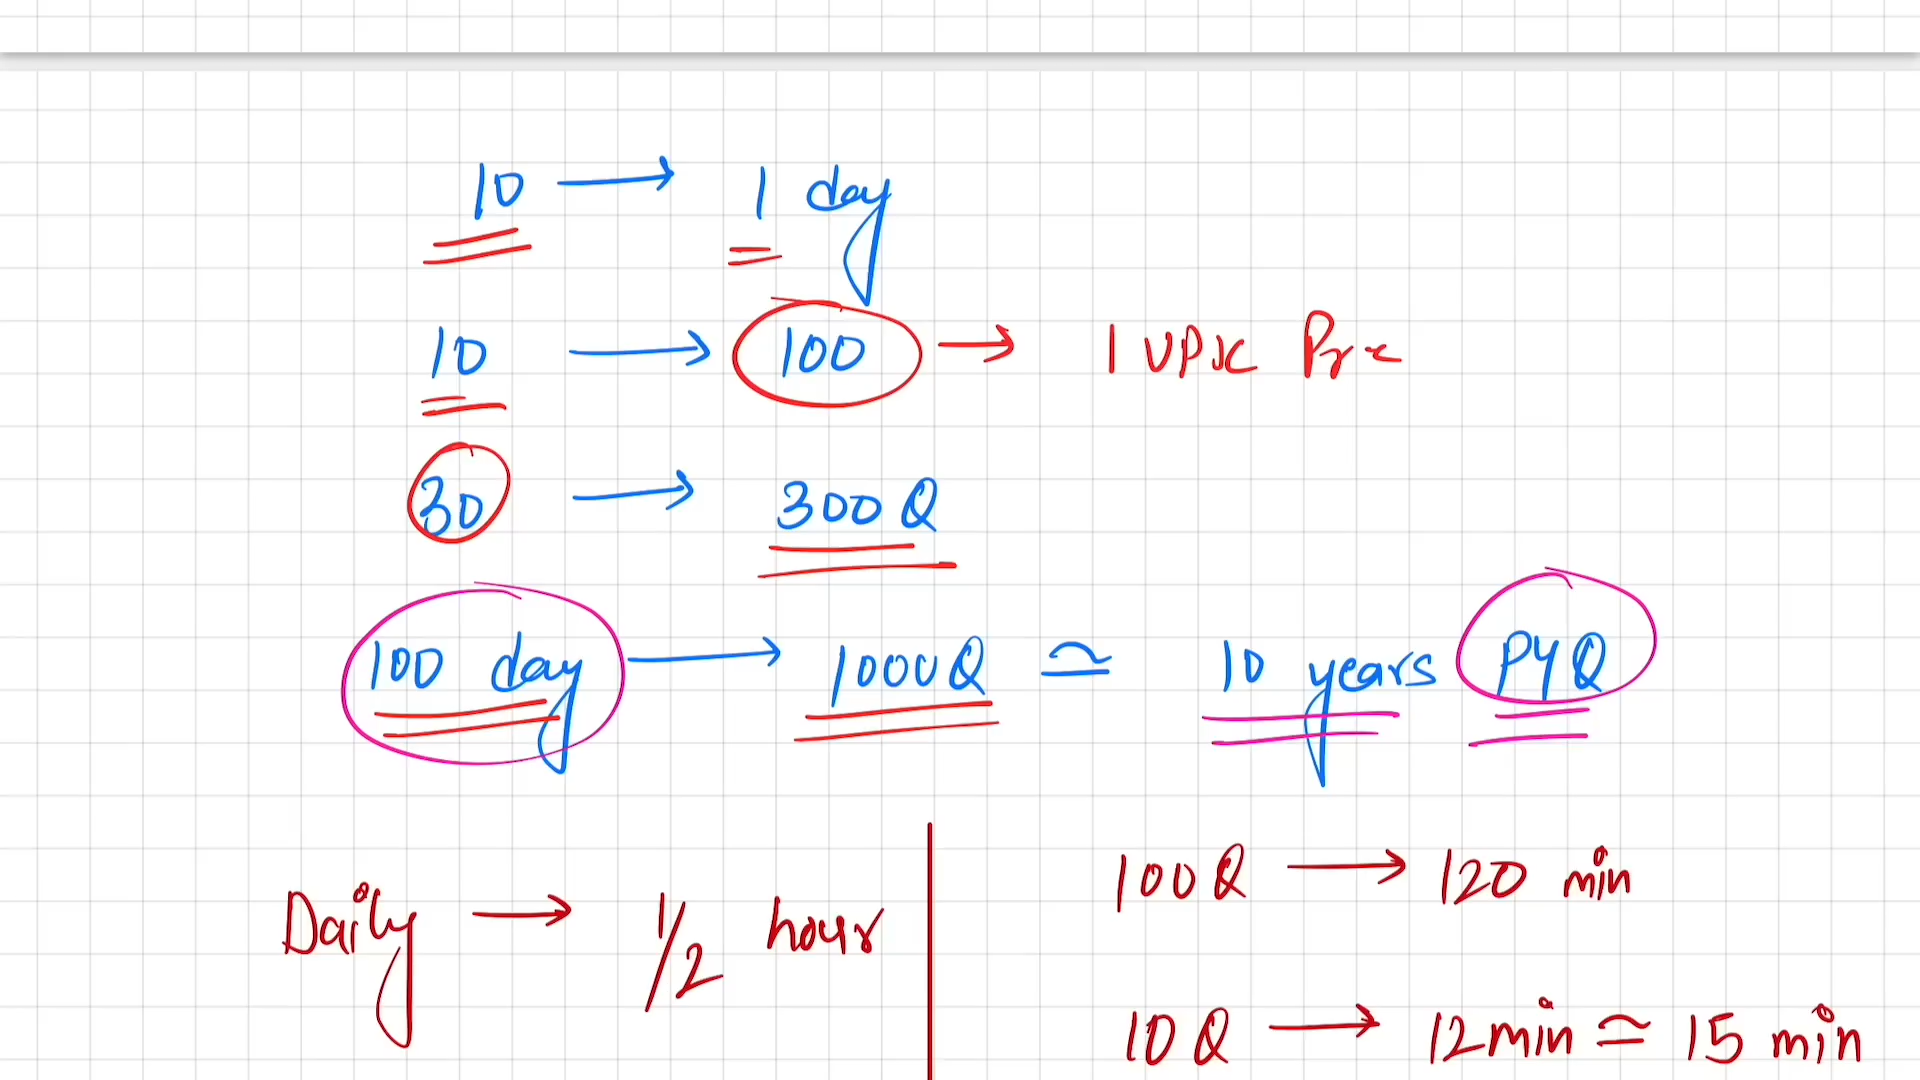 10 → 1 day
10 → 100 → 1 UPSC Pre
30 → 300 Q
100 day → 1000 Q ≃ 10 years PYQ
Daily → 1/2 hour
100 Q → 120 min
10 Q → 12 min ≃ 15 min